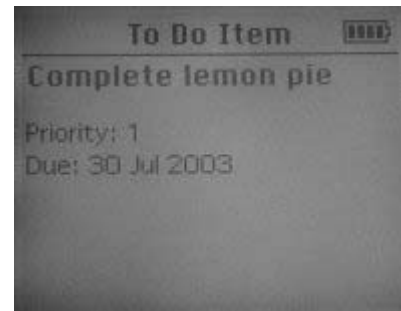 To Do Item
Complete lemon pie
Priority: 1
Due: 30 Jul 2003